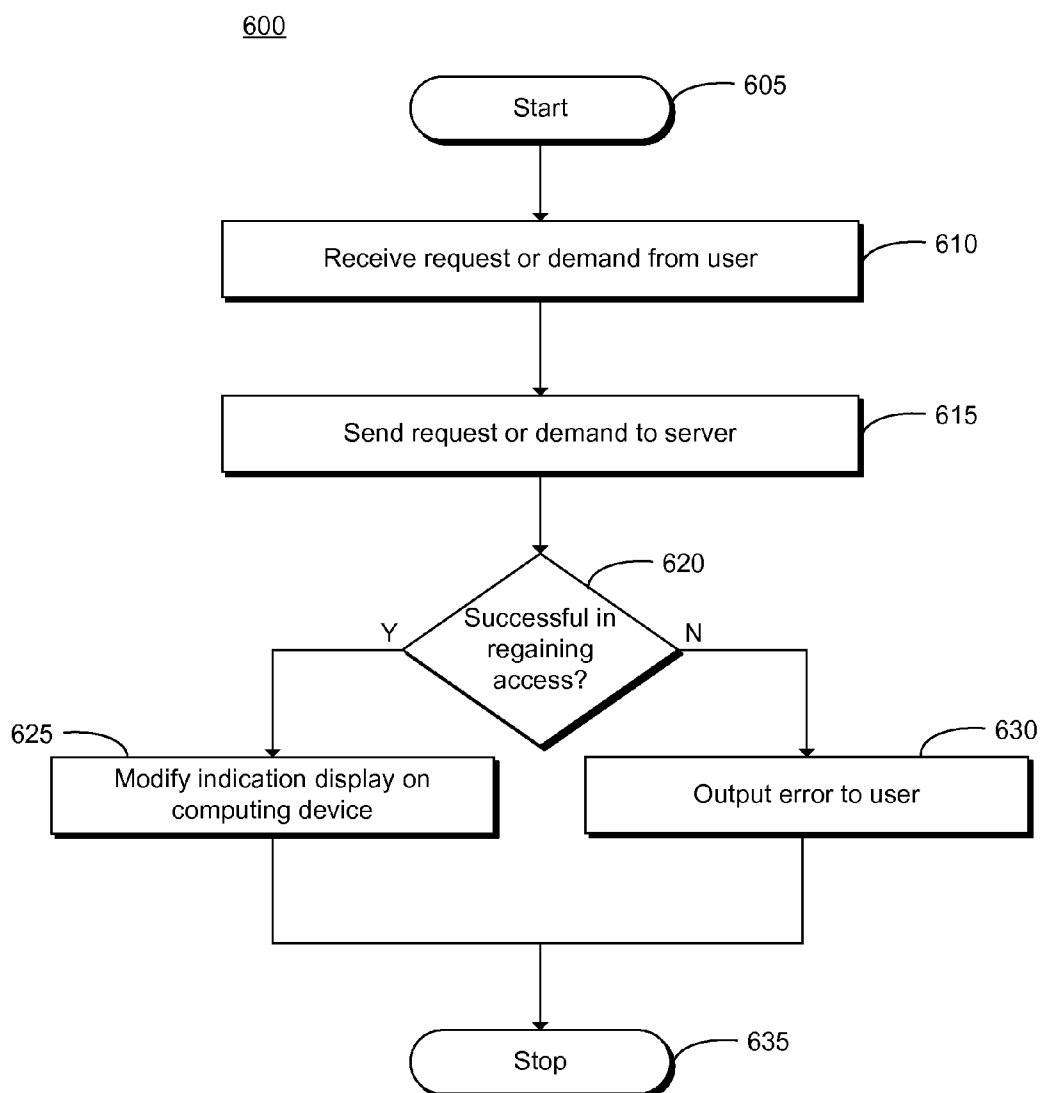 600
Start
605
Receive request or demand from user
610
Send request or demand to server
615
620
Successful in
regaining
access?
Y
N
625
Modify indication display on
computing device
630
Output error to user
Stop
635